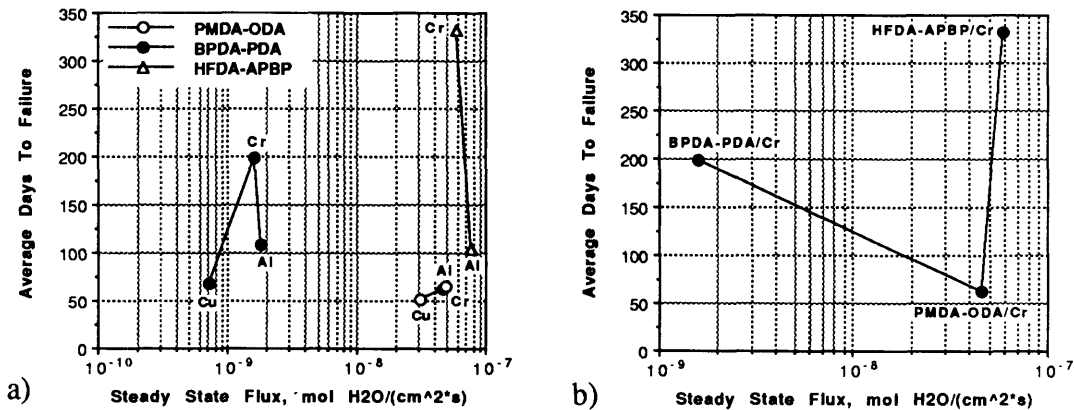 350
300
250
200
150
100
50
0
Average Days To Failure
PMDA-ODA
BPDA-PDA
HFDA-APBP
Cr
Cr
Al
Cu
Al
Al
Cu
Cr
10^-10
10^-9
10^-8
10^-7
a)
Steady State Flux, mol H2O/(cm^2*s)
350
300
250
200
150
100
50
0
Average Days To Failure
HFDA-APBP/Cr
BPDA-PDA/Cr
PMDA-ODA/Cr
10^-9
10^-8
10^-7
b)
Steady State Flux, mol H2O/(cm^2*s)